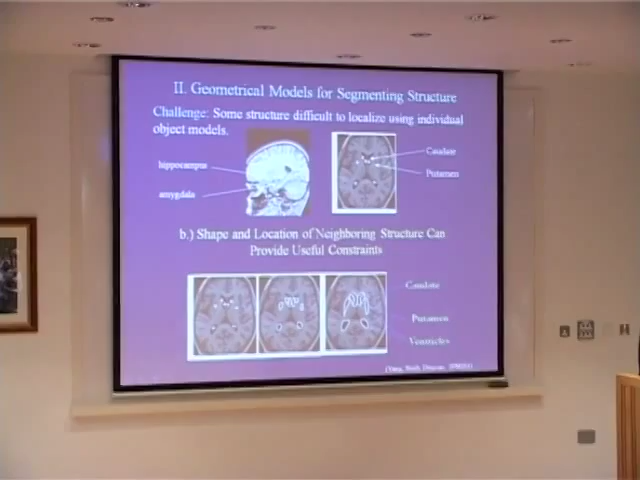 II. Geometrical Models for Segmenting Structure
Challenge: Some structure difficult to localize using individual
object models.
hippocampus
amygdala
Caudate
Putamen
b.) Shape and Location of Neighboring Structure Can
Provide Useful Constraints
Caudate
Putamen
Ventricles